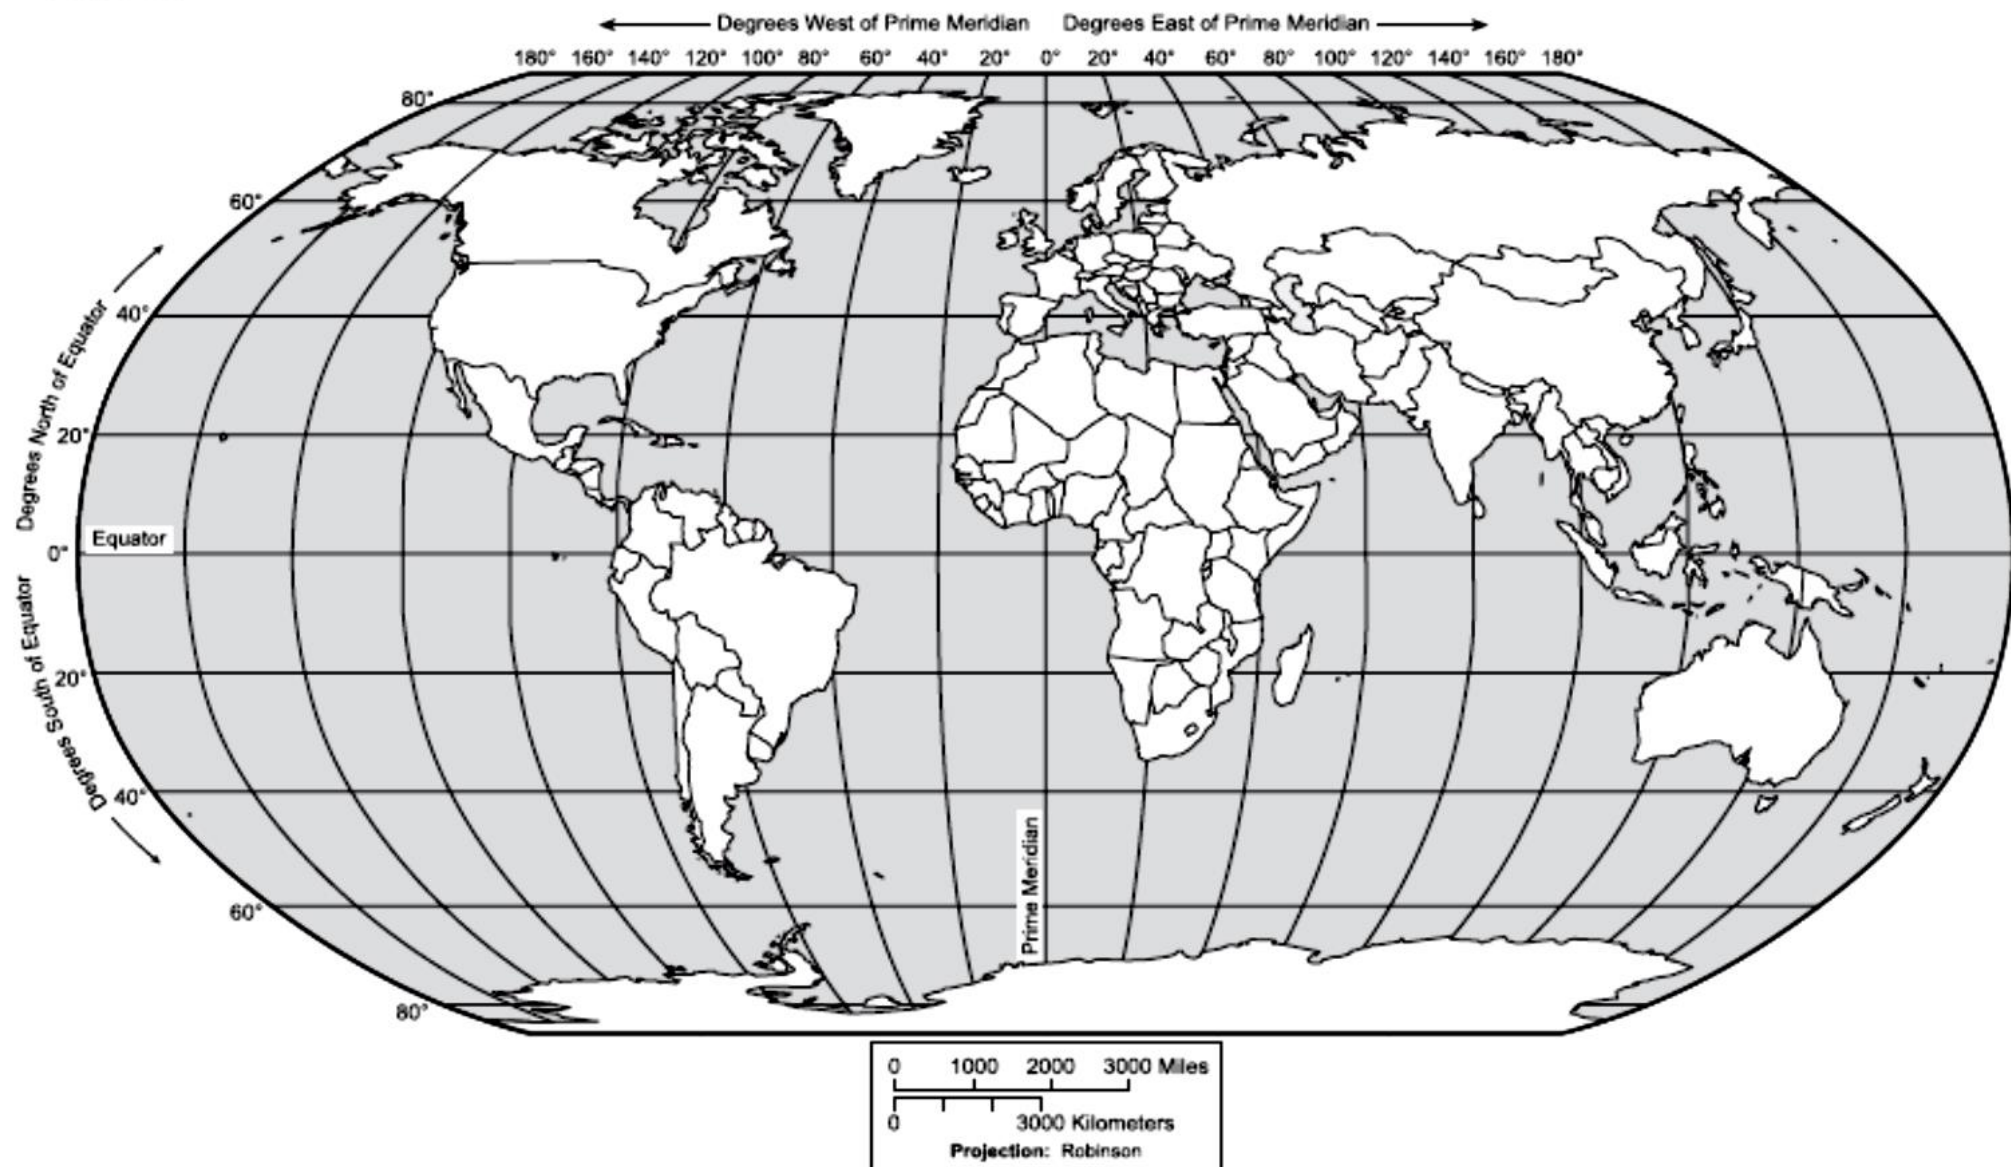 Degrees West of Prime Meridian Degrees East of Prime Meridian
180° 160° 140° 120° 100° 80° 60° 40° 20° 0° 20° 40° 60° 80° 100° 120° 140° 160° 180°
80°
60°
40°
20°
0°
20°
40°
60°
80°
Degrees North of Equator
Degrees South of Equator
Equator
Prime Meridian
0 1000 2000 3000 Miles
0 3000 Kilometers
Projection: Robinson